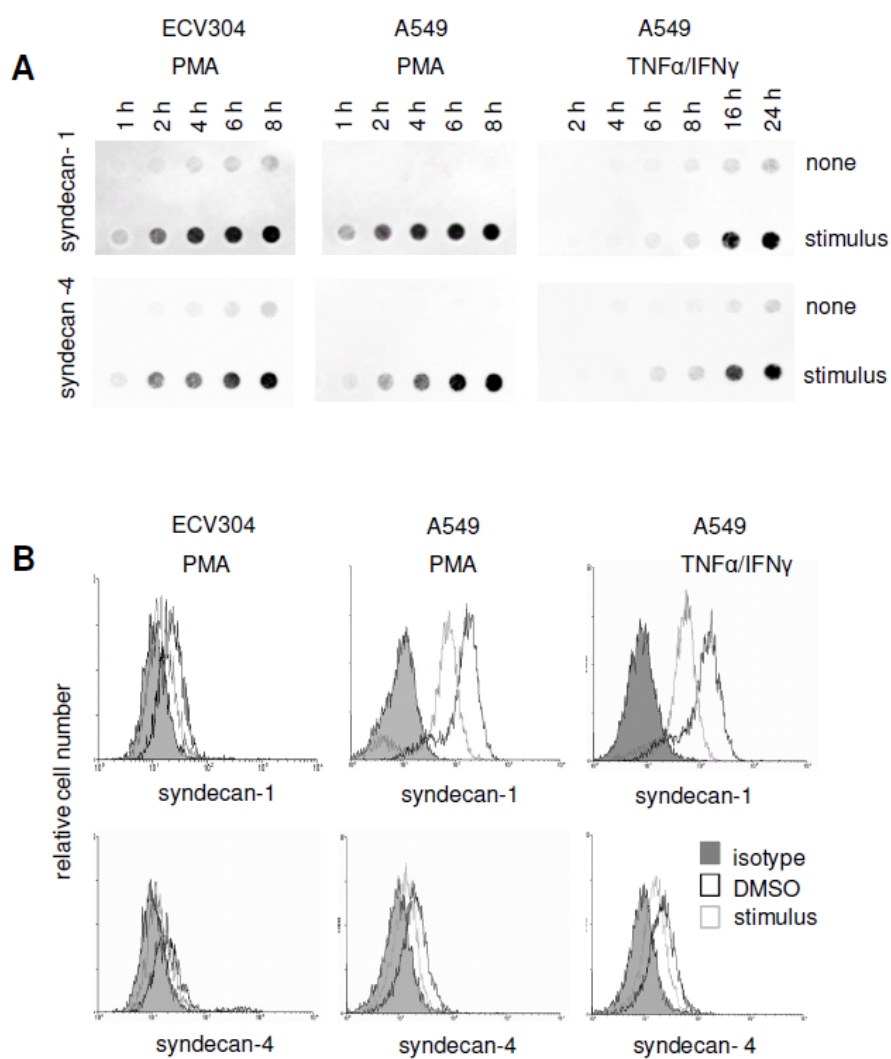 ECV304 A549 A549
A PMA PMA TNFα/IFNγ
1 h 2 h 4 h 6 h 8 h 1 h 2 h 4 h 6 h 8 h 2 h 4 h 6 h 8 h 16 h 24 h
syndecan- 1
none
stimulus
syndecan -4
none
stimulus
ECV304 A549 A549
B PMA PMA TNFα/IFNγ
relative cell number
syndecan-1 syndecan-1 syndecan-1
isotype
DMSO
stimulus
syndecan-4 syndecan-4 syndecan- 4